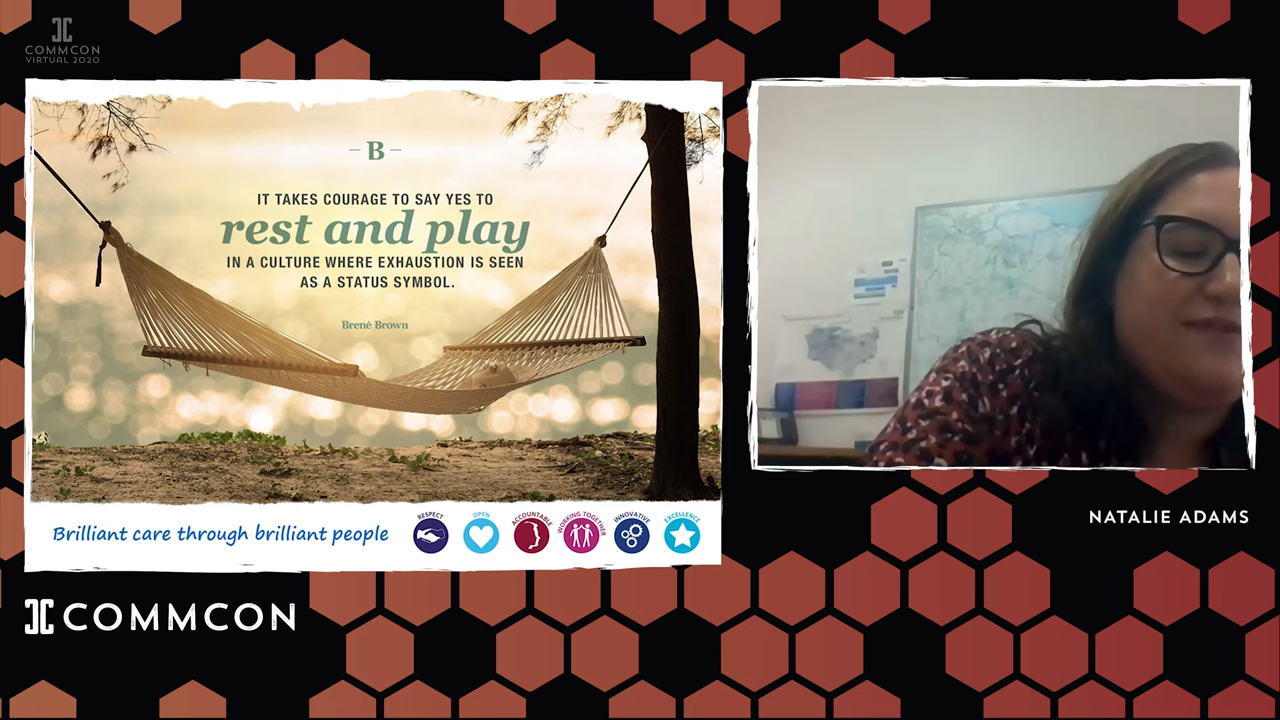 COMMCON
VIRTUAL 2020
B
IT TAKES COURAGE TO SAY YES TO
rest and play
IN A CULTURE WHERE EXHAUSTION IS SEEN
AS A STATUS SYMBOL.
Brené Brown
Brilliant care through brilliant people
RESPECT
OPEN
ACCOUNTABLE
WORKING TOGETHER
INNOVATIVE
EXCELLENCE
NATALIE ADAMS
COMMCON